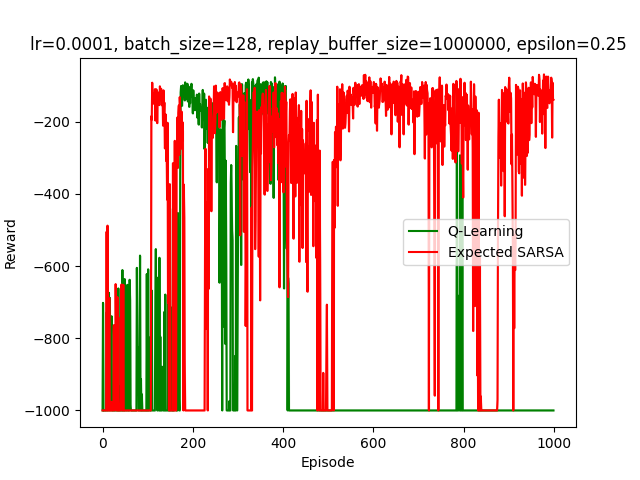 lr=0.0001, batch_size=128, replay_buffer_size=1000000, epsilon=0.25
Reward
−200
−400
−600
−800
−1000
Q-Learning
Expected SARSA
0
200
400
600
800
1000
Episode